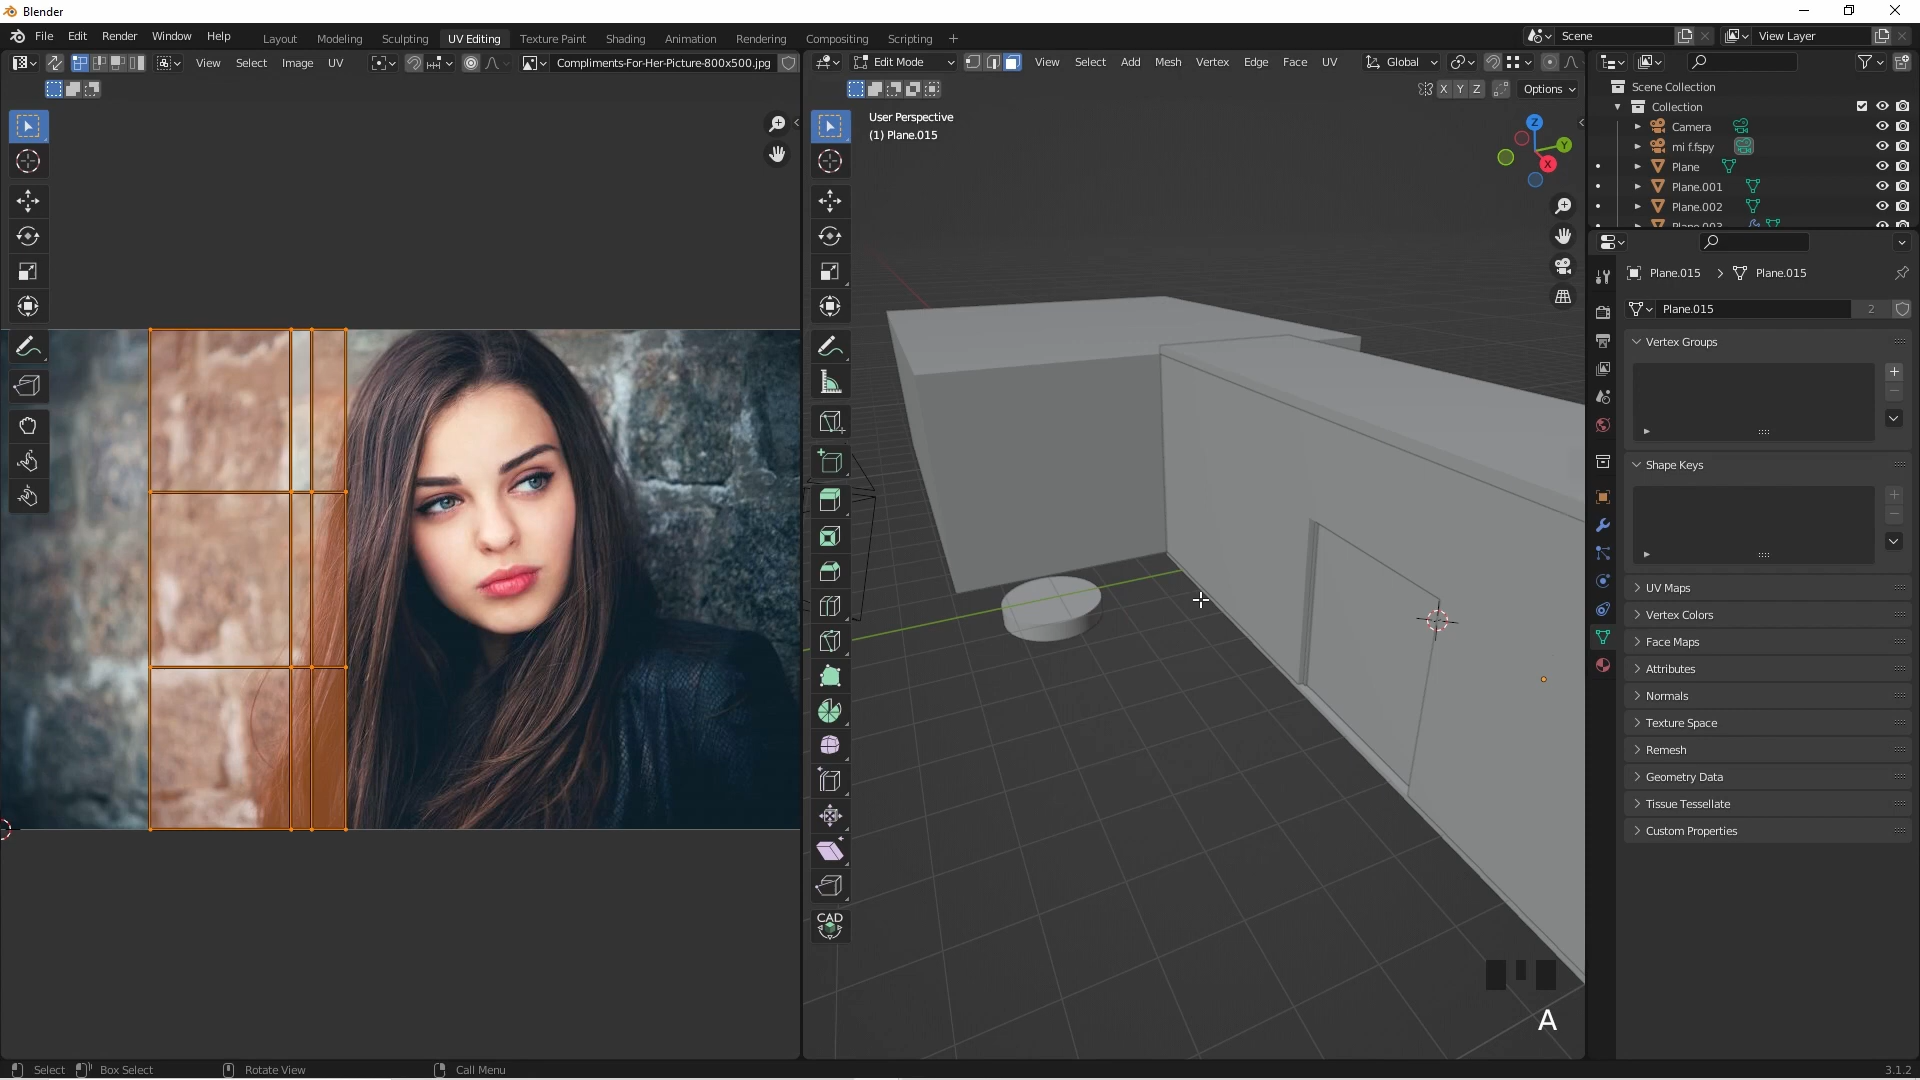 Blender
File Edit Render Window Help
Layout Modeling Sculpting UV Editing Texture Paint Shading Animation Rendering Compositing Scripting
Scene
View Layer
View Select Image UV
Compliments-For-Her-Picture-800x500.jpg
Edit Mode
View Select Add Mesh Vertex Edge Face UV
Global
X Y Z
Options
User Perspective
(1) Plane.015
Z
Y
X
CAD
A
Scene Collection
Collection
Camera
mi f.fspy
Plane
Plane.001
Plane.002
Plane.003
Plane.015
Plane.015
Plane.015
2
Vertex Groups
Shape Keys
UV Maps
Vertex Colors
Face Maps
Attributes
Normals
Texture Space
Remesh
Geometry Data
Tissue Tessellate
Custom Properties
Select
Box Select
Rotate View
Call Menu
3.1.2